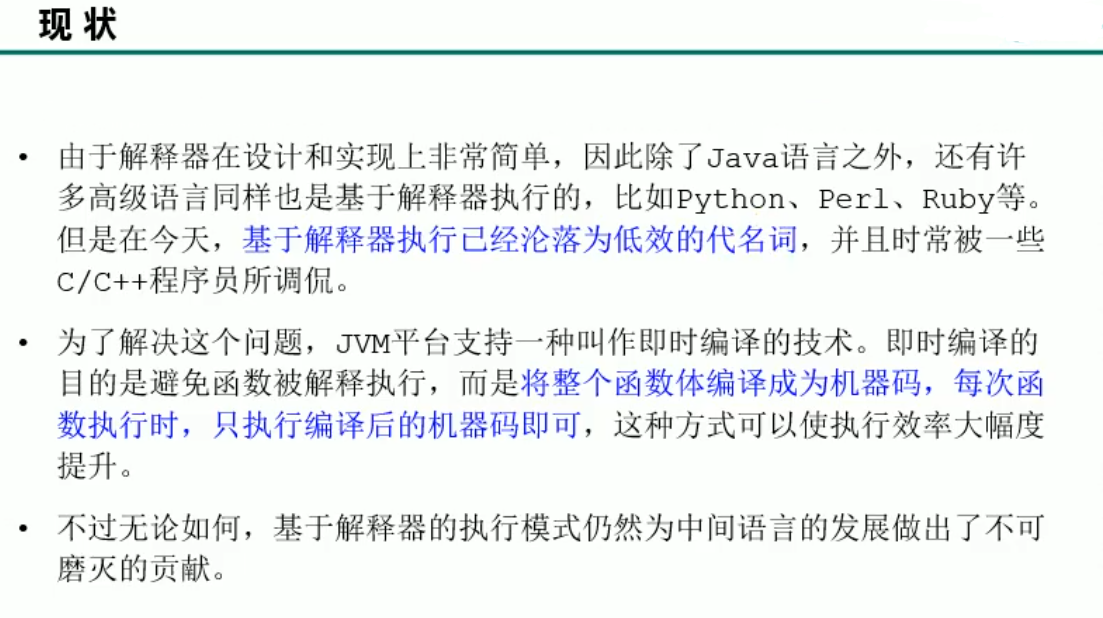 现状
• 由于解释器在设计和实现上非常简单，因此除了Java语言之外，还有许
多高级语言同样也是基于解释器执行的，比如Python、Perl、Ruby等。
但是在今天，基于解释器执行已经沦落为低效的代名词，并且时常被一些
C/C++程序员所调侃。
• 为了解决这个问题，JVM平台支持一种叫作即时编译的技术。即时编译的
目的是避免函数被解释执行，而是将整个函数体编译成为机器码，每次函
数执行时，只执行编译后的机器码即可，这种方式可以使执行效率大幅度
提升。
• 不过无论如何，基于解释器的执行模式仍然为中间语言的发展做出了不可
磨灭的贡献。